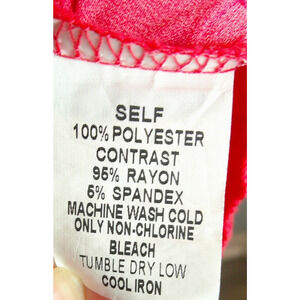 SELF
100% POLYESTER
CONTRAST
95% RAYON
5% SPANDEX
MACHINE WASH COLD
ONLY NON-CHLORINE
BLEACH
TUMBLE DRY LOW
COOL IRON